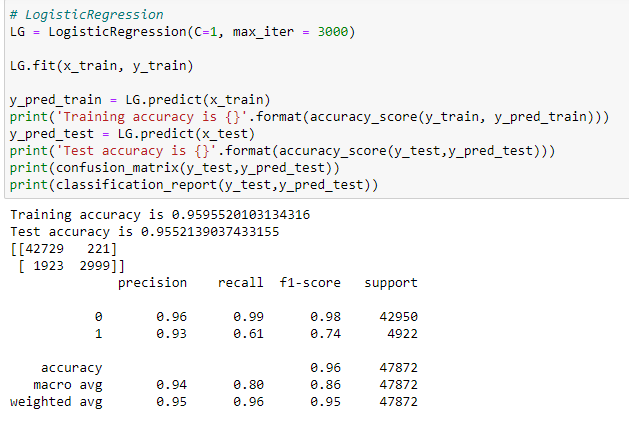 # LogisticRegression
LG = LogisticRegression(C=1, max_iter = 3000)
LG.fit(x_train, y_train)
y_pred_train = LG.predict(x_train)
print('Training accuracy is {}'.format(accuracy_score(y_train, y_pred_train)))
y_pred_test = LG.predict(x_test)
print('Test accuracy is {}'.format(accuracy_score(y_test,y_pred_test)))
print(confusion_matrix(y_test,y_pred_test))
print(classification_report(y_test,y_pred_test))
Training accuracy is 0.9595520103134316
Test accuracy is 0.9552139037433155
[[42729   221]
 [ 1923  2999]]
              precision    recall  f1-score   support
           0       0.96      0.99      0.98     42950
           1       0.93      0.61      0.74      4922
    accuracy                           0.96     47872
   macro avg       0.94      0.80      0.86     47872
weighted avg       0.95      0.96      0.95     47872